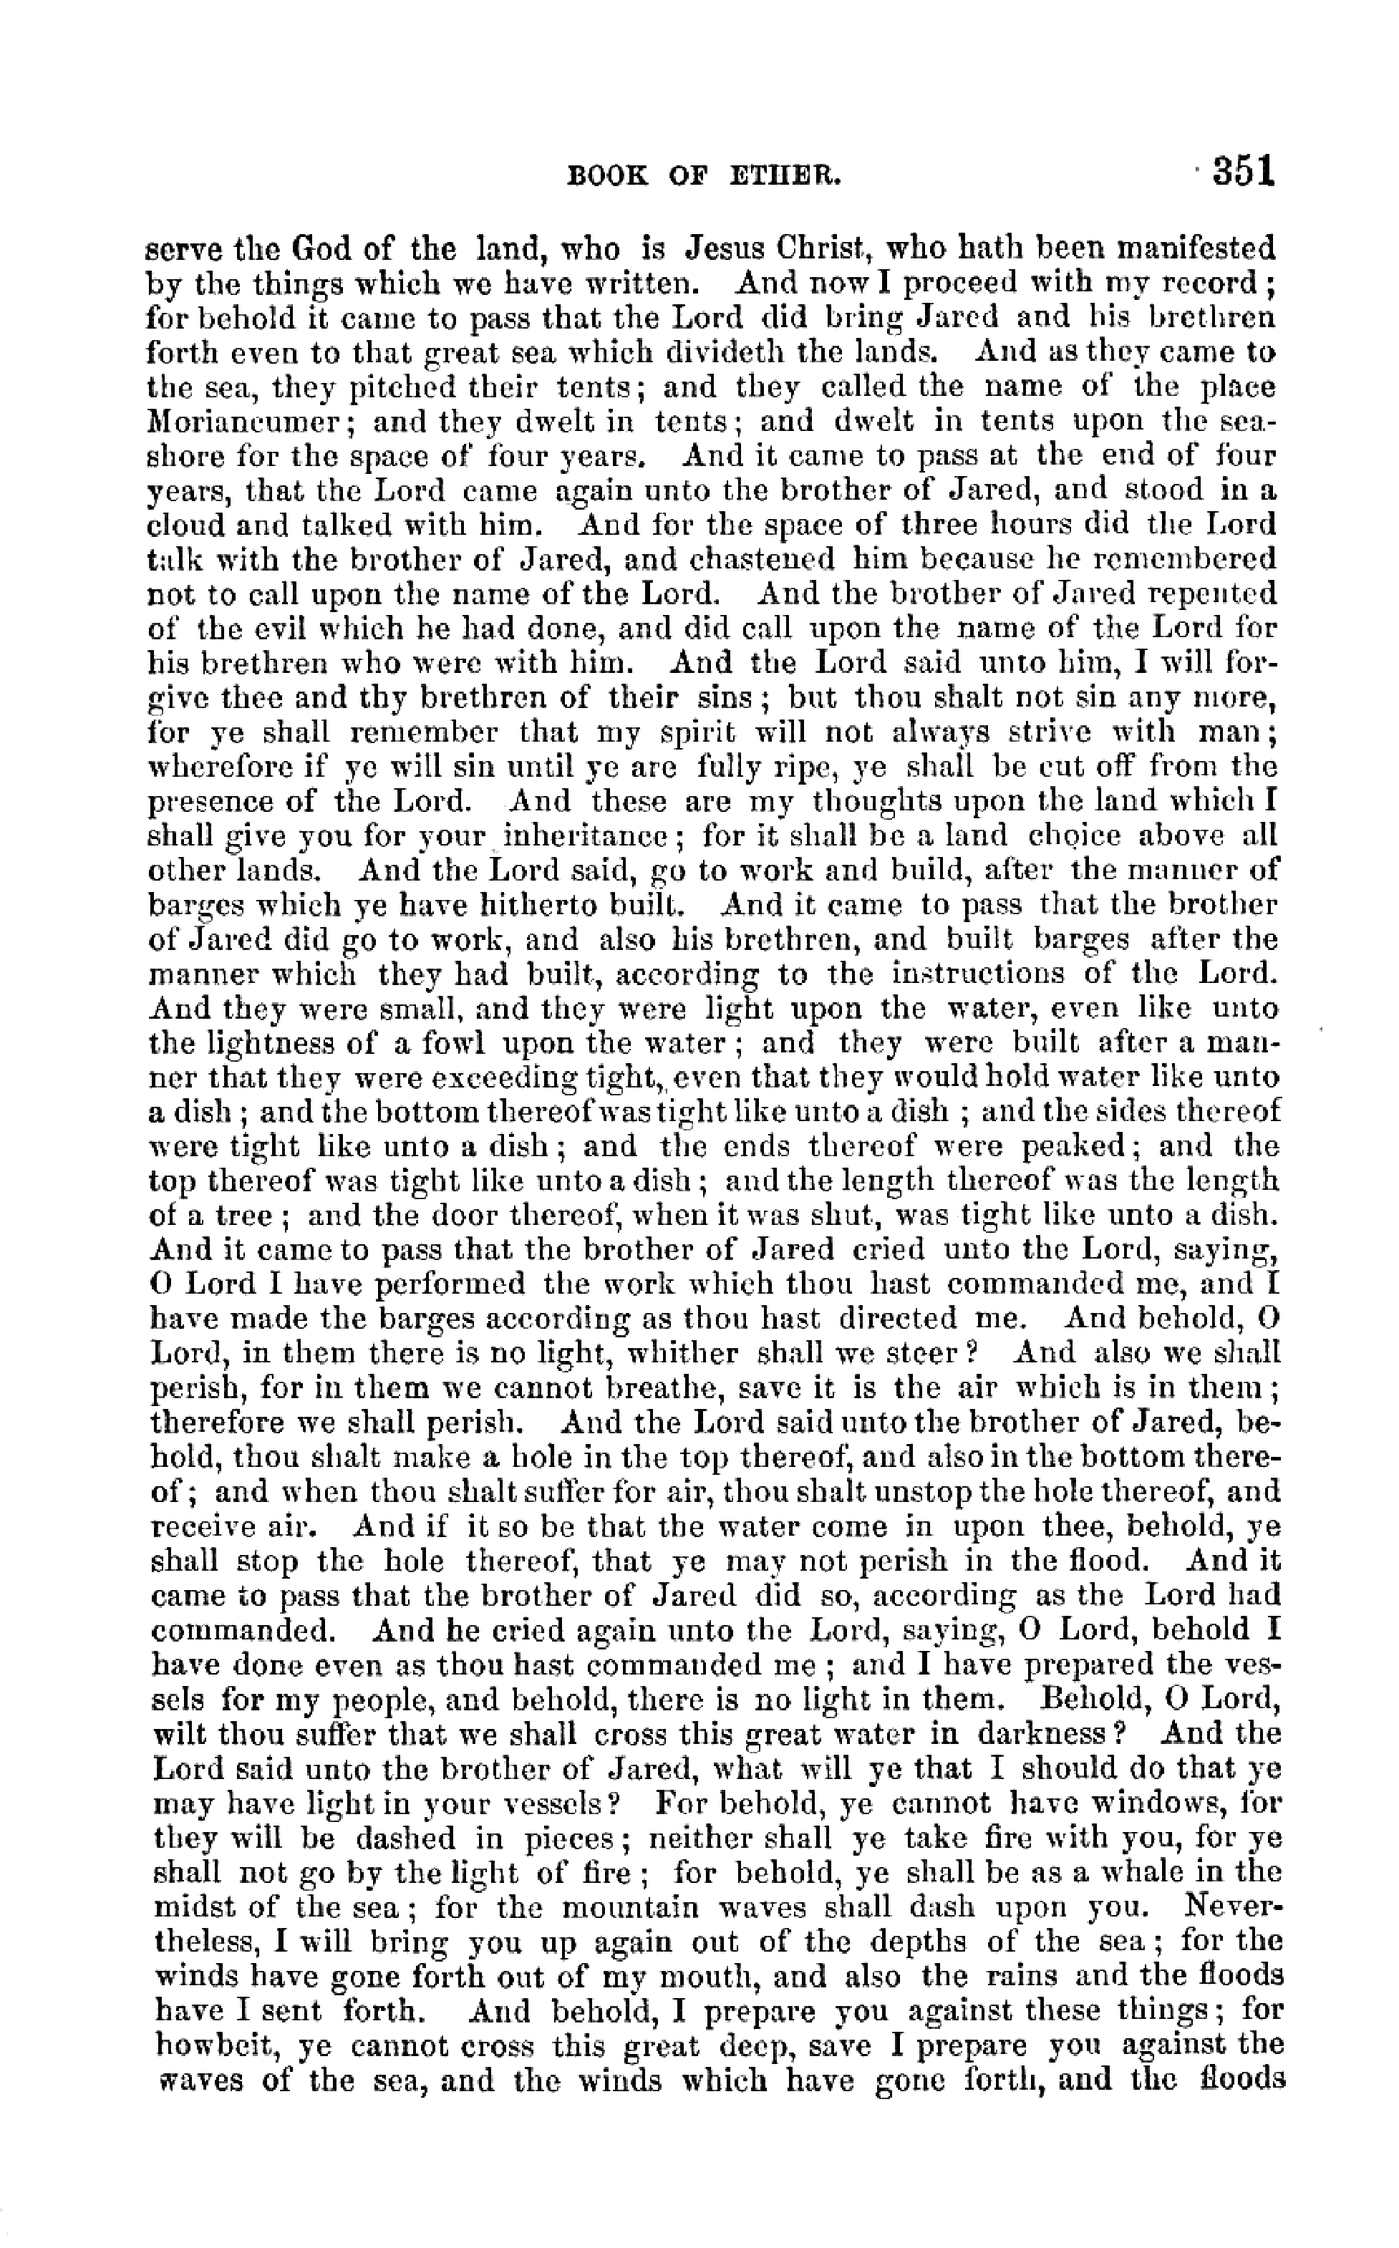 BOOK OF ETHER. 351
serve the God of the land, who is Jesus Christ, who hath been manifested
by the things which we have written. And now I proceed with my record ;
for behold it came to pass that the Lord did bring Jared and his brethren
forth even to that great sea which divideth the lands. And as they came to
the sea, they pitched their tents; and they called the name of the place
Moriancumer; and they dwelt in tents; and dwelt in tents upon the sea-
shore for the space of four years. And it came to pass at the end of four
years, that the Lord came again unto the brother of Jared, and stood in a
cloud and talked with him. And for the space of three hours did the Lord
talk with the brother of Jared, and chastened him because he remembered
not to call upon the name of the Lord. And the brother of Jared repented
of the evil which he had done, and did call upon the name of the Lord for
his brethren who were with him. And the Lord said unto him, I will for-
give thee and thy brethren of their sins ; but thou shalt not sin any more,
for ye shall remember that my spirit will not always strive with man;
wherefore if ye will sin until ye are fully ripe, ye shall be cut off from the
presence of the Lord. And these are my thoughts upon the land which I
shall give you for your inheritance; for it shall be a land choice above all
other lands. And the Lord said, go to work and build, after the manner of
barges which ye have hitherto built. And it came to pass that the brother
of Jared did go to work, and also his brethren, and built barges after the
manner which they had built, according to the instructions of the Lord.
And they were small, and they were light upon the water, even like unto
the lightness of a fowl upon the water ; and they were built after a man-
ner that they were exceeding tight, even that they would hold water like unto
a dish ; and the bottom thereof was tight like unto a dish ; and the sides thereof
were tight like unto a dish ; and the ends thereof were peaked; and the
top thereof was tight like unto a dish; and the length thereof was the length
of a tree ; and the door thereof, when it was shut, was tight like unto a dish.
And it came to pass that the brother of Jared cried unto the Lord, saying,
O Lord I have performed the work which thou hast commanded me, and I
have made the barges according as thou hast directed me. And behold, O
Lord, in them there is no light, whither shall we steer? And also we shall
perish, for in them we cannot breathe, save it is the air which is in them;
therefore we shall perish. And the Lord said unto the brother of Jared, be-
hold, thou shalt make a hole in the top thereof, and also in the bottom there-
of; and when thou shalt suffer for air, thou shalt unstop the hole thereof, and
receive air. And if it so be that the water come in upon thee, behold, ye
shall stop the hole thereof, that ye may not perish in the flood. And it
came to pass that the brother of Jared did so, according as the Lord had
commanded. And he cried again unto the Lord, saying, O Lord, behold I
have done even as thou hast commanded me ; and I have prepared the ves-
sels for my people, and behold, there is no light in them. Behold, O Lord,
wilt thou suffer that we shall cross this great water in darkness? And the
Lord said unto the brother of Jared, what will ye that I should do that ye
may have light in your vessels? For behold, ye cannot have windows, for
they will be dashed in pieces; neither shall ye take fire with you, for ye
shall not go by the light of fire ; for behold, ye shall be as a whale in the
midst of the sea; for the mountain waves shall dash upon you. Never-
theless, I will bring you up again out of the depths of the sea; for the
winds have gone forth out of my mouth, and also the rains and the floods
have I sent forth. And behold, I prepare you against these things; for
howbeit, ye cannot cross this great deep, save I prepare you against the
waves of the sea, and the winds which have gone forth, and the floods